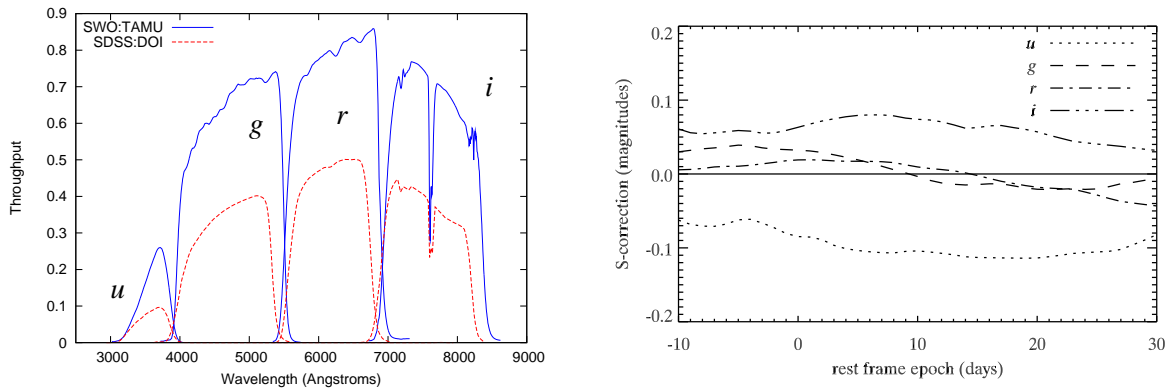 SWO:TAMU
SDSS:DOI
0.9
0.8
0.7
0.6
0.5
0.4
0.3
0.2
0.1
0
Throughput
u
g
r
i
3000 4000 5000 6000 7000 8000 9000
Wavelength (Angstroms)
0.2
0.1
0.0
-0.1
-0.2
S-correction (magnitudes)
u
g
r
i
-10 0 10 20 30
rest frame epoch (days)